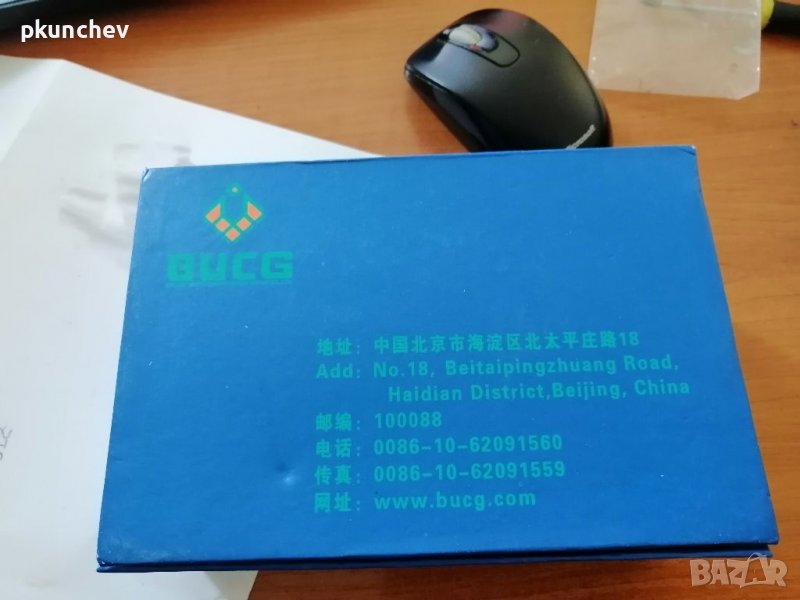 pkunchev
BUCG
地址：中国北京市海淀区北太平庄路18
Add: No.18, Beitaipingzhuang Road,
Haidian District,Beijing, China
邮编：100088
电话：0086-10-62091560
传真：0086-10-62091559
网址：www.bucg.com
BAZAR